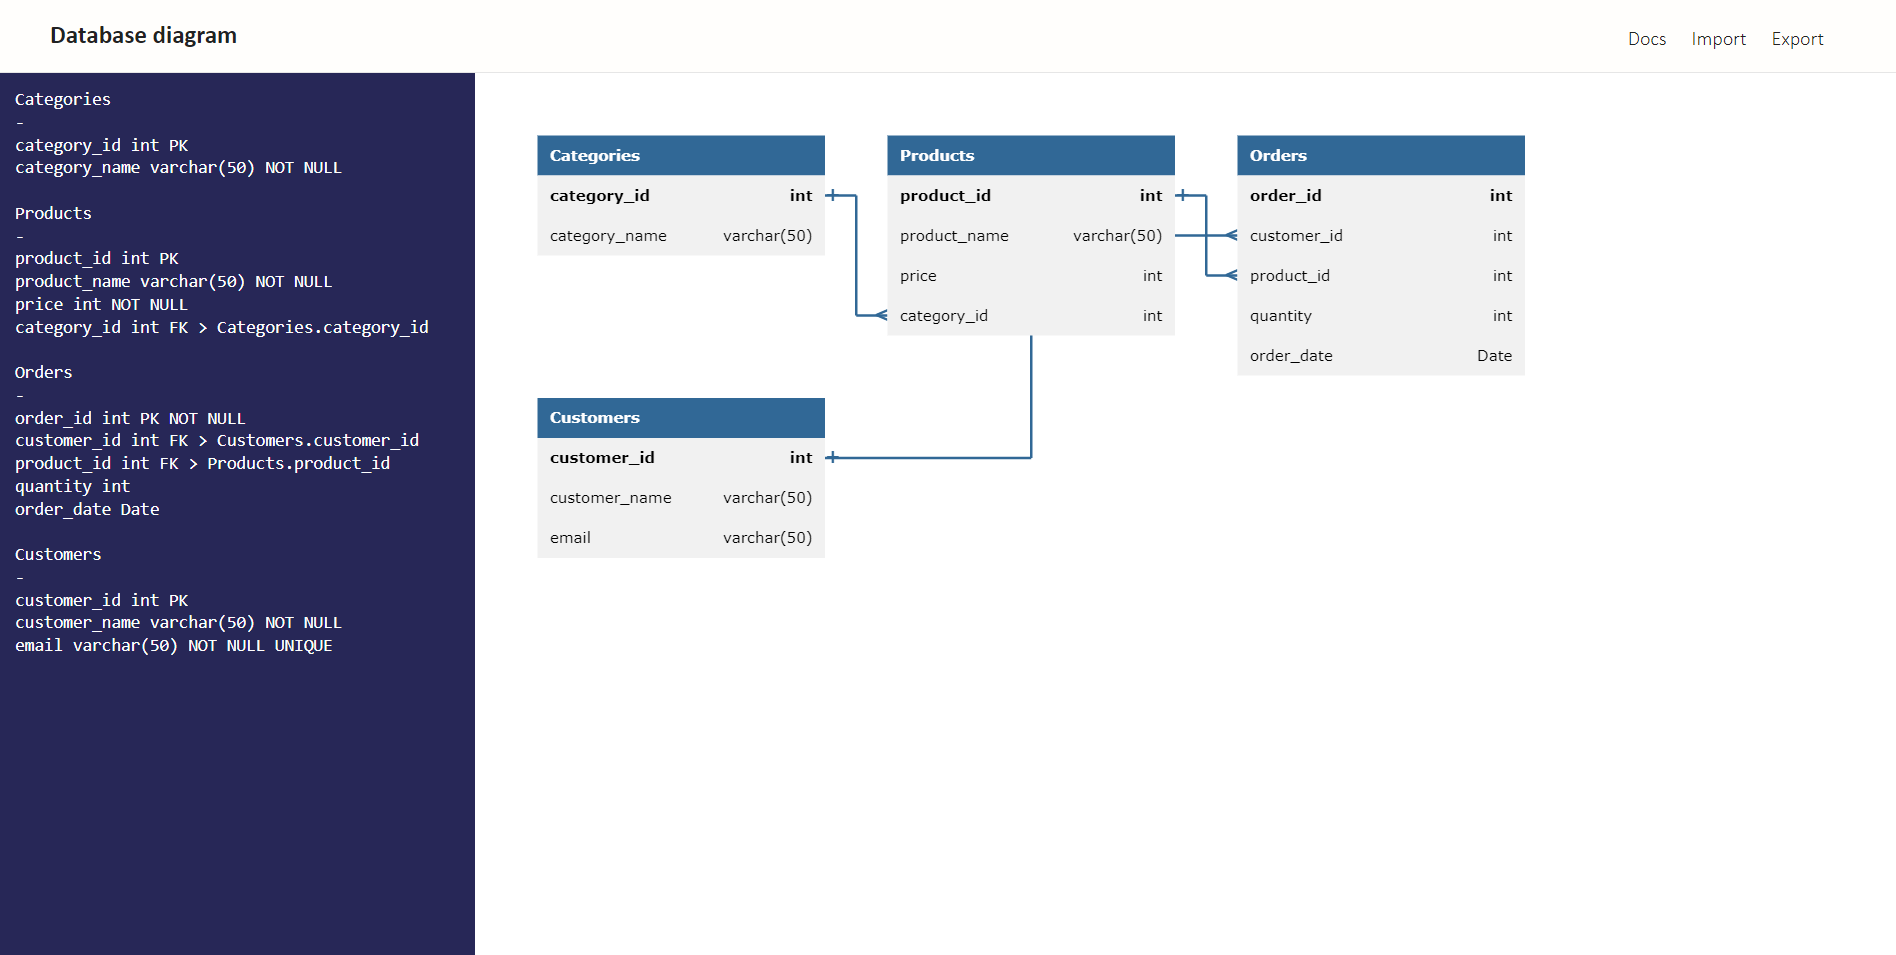 Database diagram
Docs Import Export
Categories
-
category_id int PK
category_name varchar(50) NOT NULL
Products
-
product_id int PK
product_name varchar(50) NOT NULL
price int NOT NULL
category_id int FK > Categories.category_id
Orders
-
order_id int PK NOT NULL
customer_id int FK > Customers.customer_id
product_id int FK > Products.product_id
quantity int
order_date Date
Customers
-
customer_id int PK
customer_name varchar(50) NOT NULL
email varchar(50) NOT NULL UNIQUE
Categories
category_id int
category_name varchar(50)
Products
product_id int
product_name varchar(50)
price int
category_id int
Orders
order_id int
customer_id int
product_id int
quantity int
order_date Date
Customers
customer_id int
customer_name varchar(50)
email varchar(50)